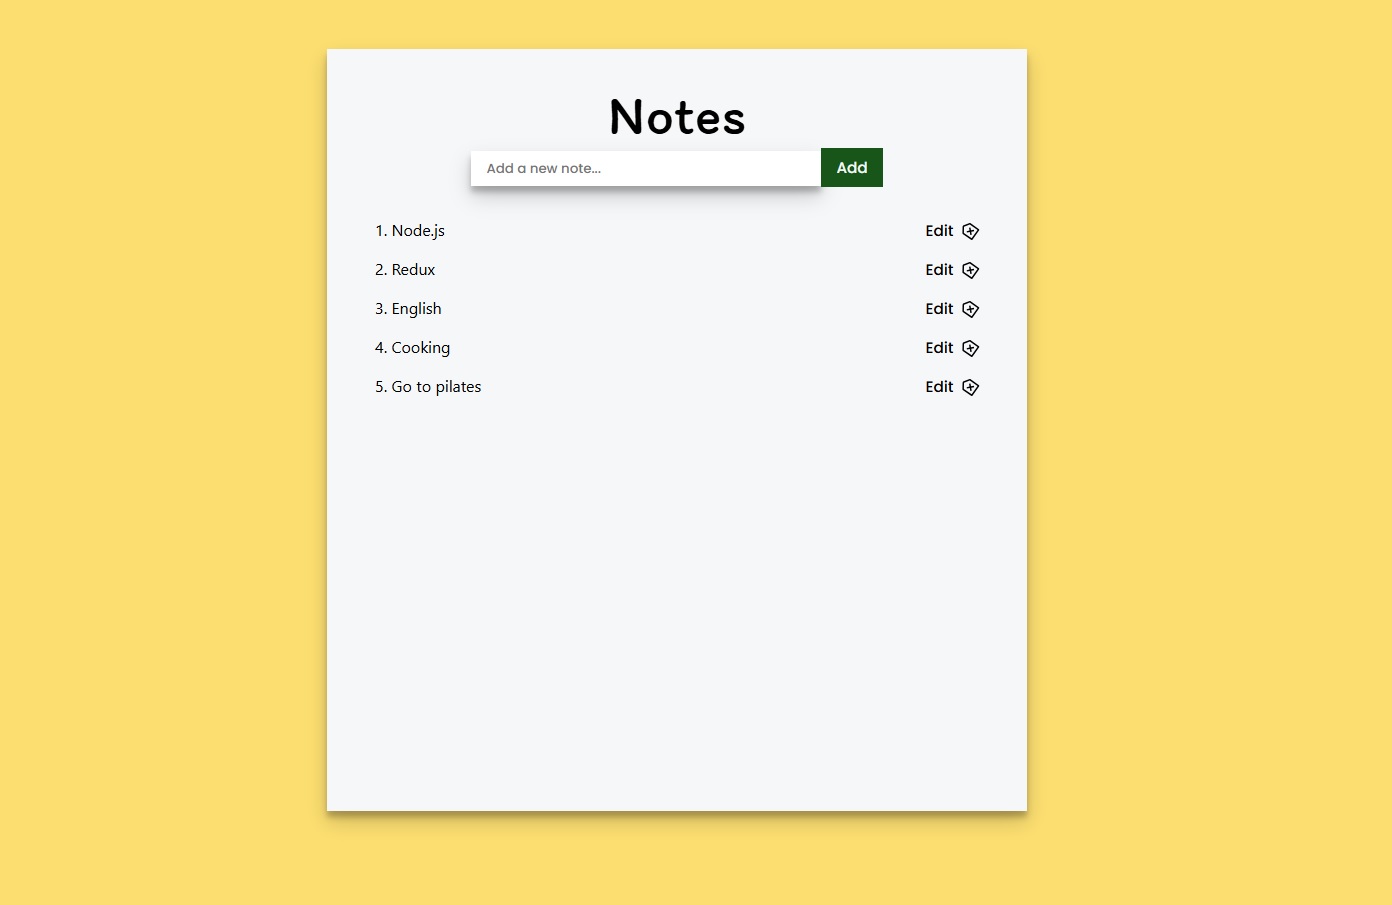 Notes
Add a new note... Add
1. Node.js Edit
2. Redux Edit
3. English Edit
4. Cooking Edit
5. Go to pilates Edit